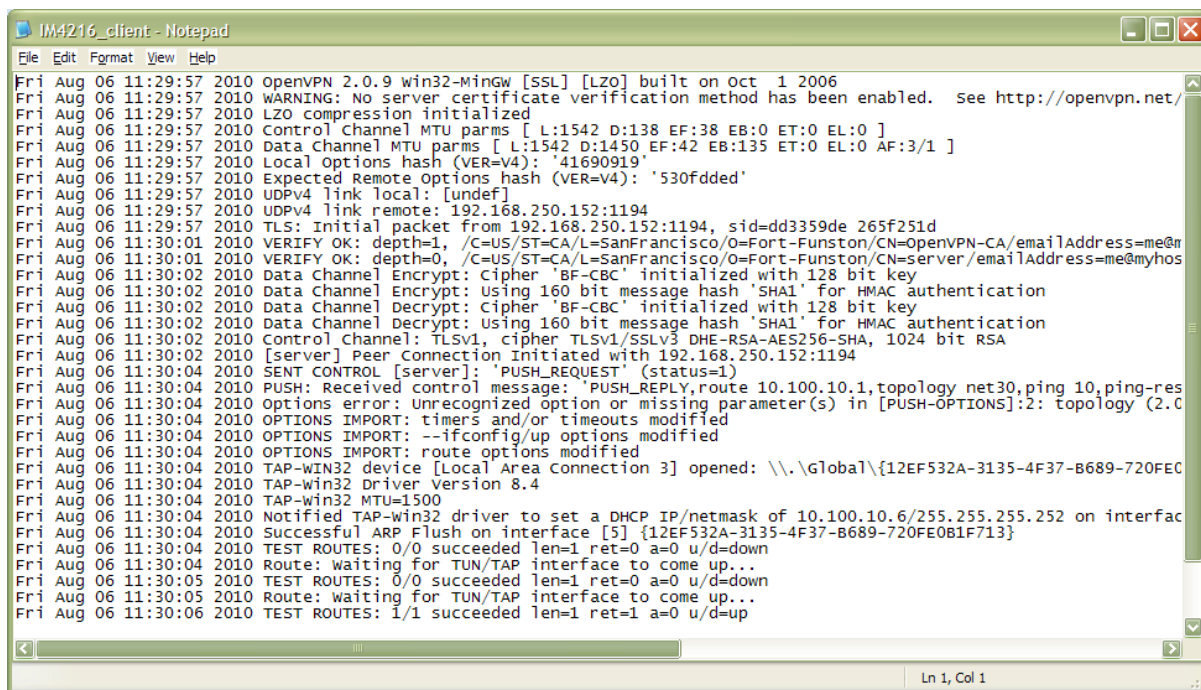 IM4216_client - Notepad
File Edit Format View Help
Fri Aug 06 11:29:57 2010 OpenVPN 2.0.9 Win32-MinGW [SSL] [LZO] built on Oct  1 2006
Fri Aug 06 11:29:57 2010 WARNING: No server certificate verification method has been enabled.  See http://openvpn.net/
Fri Aug 06 11:29:57 2010 LZO compression initialized
Fri Aug 06 11:29:57 2010 Control Channel MTU parms [ L:1542 D:138 EF:38 EB:0 ET:0 EL:0 ]
Fri Aug 06 11:29:57 2010 Data Channel MTU parms [ L:1542 D:1450 EF:42 EB:135 ET:0 EL:0 AF:3/1 ]
Fri Aug 06 11:29:57 2010 Local Options hash (VER=V4): '41690919'
Fri Aug 06 11:29:57 2010 Expected Remote Options hash (VER=V4): '530fdded'
Fri Aug 06 11:29:57 2010 UDPv4 link local: [undef]
Fri Aug 06 11:29:57 2010 UDPv4 link remote: 192.168.250.152:1194
Fri Aug 06 11:29:57 2010 TLS: Initial packet from 192.168.250.152:1194, sid=dd3359de 265f251d
Fri Aug 06 11:30:01 2010 VERIFY OK: depth=1, /C=US/ST=CA/L=SanFrancisco/O=Fort-Funston/CN=OpenVPN-CA/emailAddress=me@m
Fri Aug 06 11:30:01 2010 VERIFY OK: depth=0, /C=US/ST=CA/L=SanFrancisco/O=Fort-Funston/CN=server/emailAddress=me@myhos
Fri Aug 06 11:30:02 2010 Data Channel Encrypt: Cipher 'BF-CBC' initialized with 128 bit key
Fri Aug 06 11:30:02 2010 Data Channel Encrypt: Using 160 bit message hash 'SHA1' for HMAC authentication
Fri Aug 06 11:30:02 2010 Data Channel Decrypt: Cipher 'BF-CBC' initialized with 128 bit key
Fri Aug 06 11:30:02 2010 Data Channel Decrypt: Using 160 bit message hash 'SHA1' for HMAC authentication
Fri Aug 06 11:30:02 2010 Control Channel: TLSv1, cipher TLSv1/SSLv3 DHE-RSA-AES256-SHA, 1024 bit RSA
Fri Aug 06 11:30:02 2010 [server] Peer Connection Initiated with 192.168.250.152:1194
Fri Aug 06 11:30:04 2010 SENT CONTROL [server]: 'PUSH_REQUEST' (status=1)
Fri Aug 06 11:30:04 2010 PUSH: Received control message: 'PUSH_REPLY,route 10.100.10.1,topology net30,ping 10,ping-res
Fri Aug 06 11:30:04 2010 Options error: Unrecognized option or missing parameter(s) in [PUSH-OPTIONS]:2: topology (2.0
Fri Aug 06 11:30:04 2010 OPTIONS IMPORT: timers and/or timeouts modified
Fri Aug 06 11:30:04 2010 OPTIONS IMPORT: --ifconfig/up options modified
Fri Aug 06 11:30:04 2010 OPTIONS IMPORT: route options modified
Fri Aug 06 11:30:04 2010 TAP-WIN32 device [Local Area Connection 3] opened: \\.\Global\{12EF532A-3135-4F37-B689-720FE0
Fri Aug 06 11:30:04 2010 TAP-Win32 Driver Version 8.4
Fri Aug 06 11:30:04 2010 TAP-Win32 MTU=1500
Fri Aug 06 11:30:04 2010 Notified TAP-Win32 driver to set a DHCP IP/netmask of 10.100.10.6/255.255.255.252 on interfac
Fri Aug 06 11:30:04 2010 Successful ARP Flush on interface [5] {12EF532A-3135-4F37-B689-720FE0B1F713}
Fri Aug 06 11:30:04 2010 TEST ROUTES: 0/0 succeeded len=1 ret=0 a=0 u/d=down
Fri Aug 06 11:30:04 2010 Route: Waiting for TUN/TAP interface to come up...
Fri Aug 06 11:30:05 2010 TEST ROUTES: 0/0 succeeded len=1 ret=0 a=0 u/d=down
Fri Aug 06 11:30:05 2010 Route: Waiting for TUN/TAP interface to come up...
Fri Aug 06 11:30:06 2010 TEST ROUTES: 1/1 succeeded len=1 ret=1 a=0 u/d=up
Ln 1, Col 1